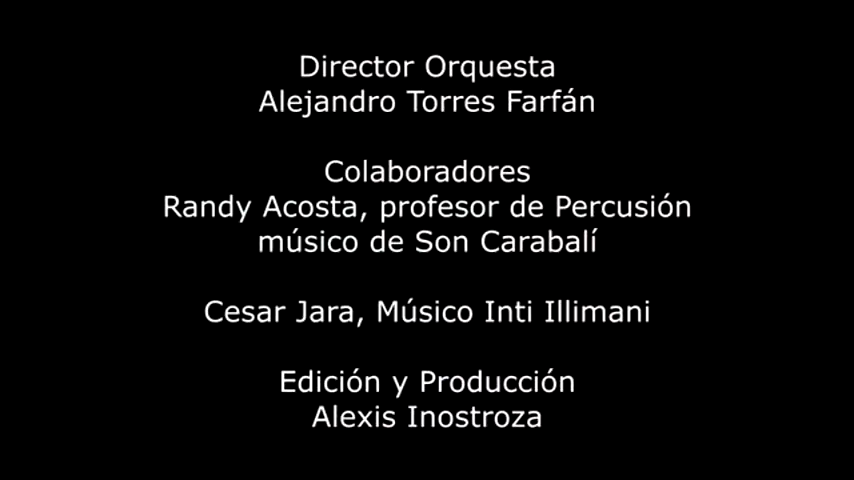 Director Orquesta
Alejandro Torres Farfán
Colaboradores
Randy Acosta, profesor de Percusión
músico de Son Carabalí
Cesar Jara, Músico Inti Illimani
Edición y Producción
Alexis Inostroza